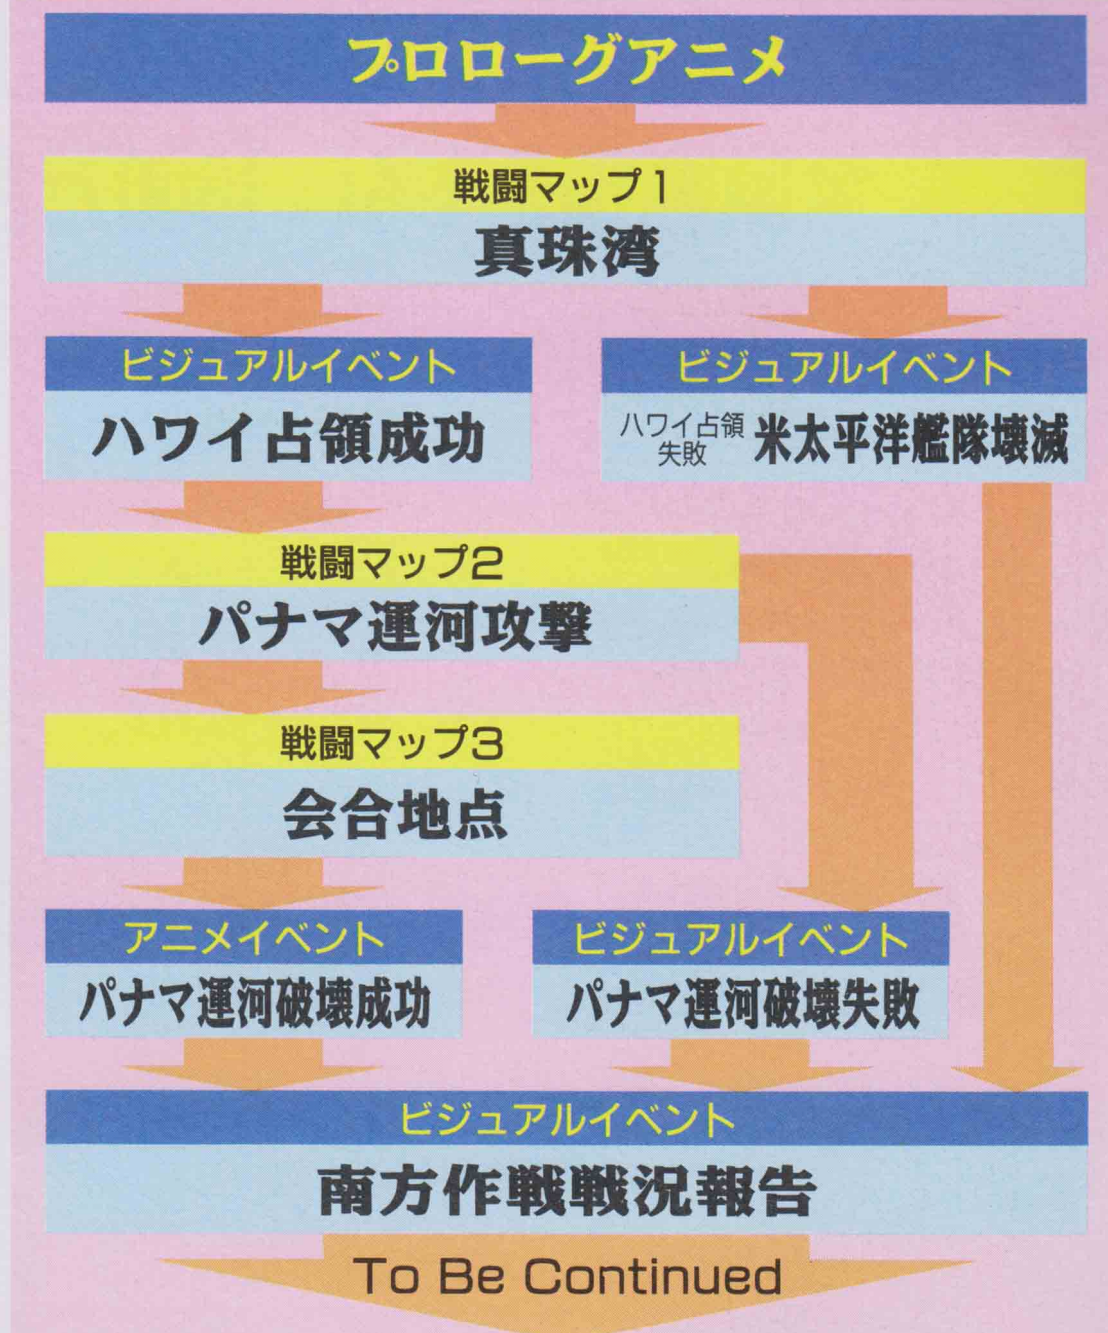 プロローグアニメ
戦闘マップ1
真珠湾
ビジュアルイベント
ハワイ占領成功
ビジュアルイベント
ハワイ占領
失敗
米太平洋艦隊壊滅
戦闘マップ2
パナマ運河攻撃
戦闘マップ3
会合地点
アニメイベント
パナマ運河破壊成功
ビジュアルイベント
パナマ運河破壊失敗
ビジュアルイベント
南方作戦戦況報告
To Be Continued